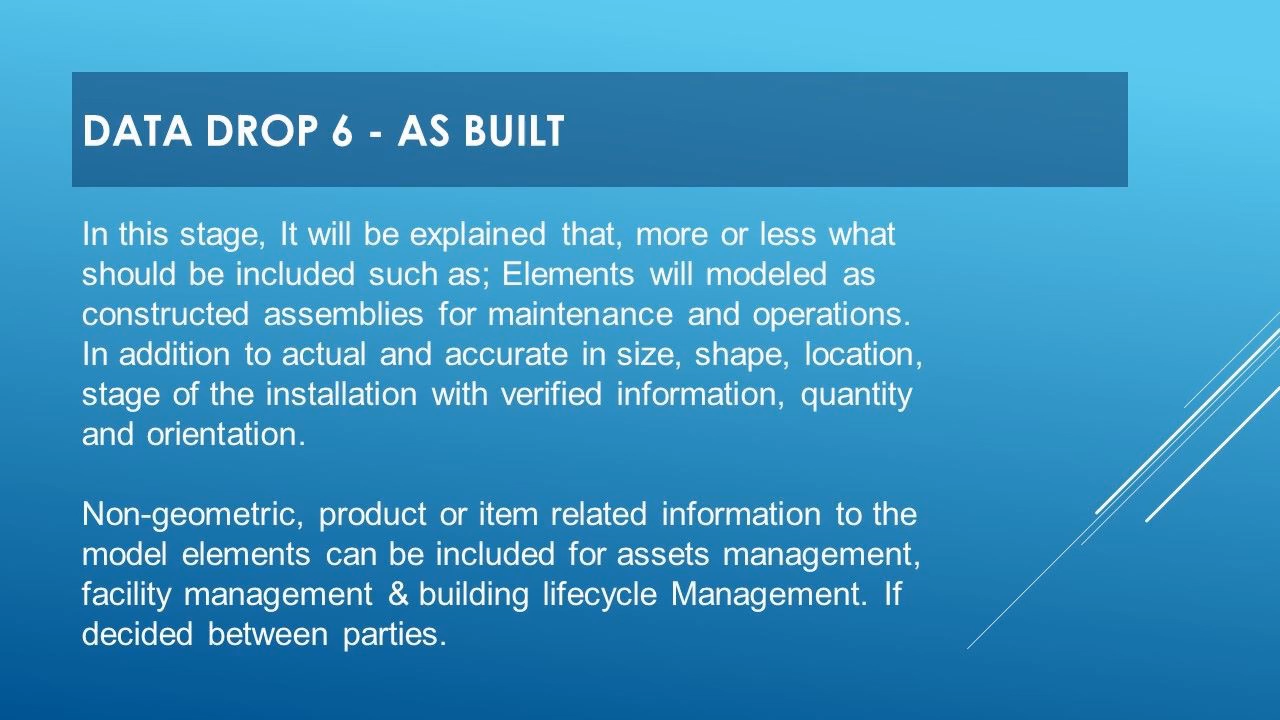 DATA DROP 6 - AS BUILT
In this stage, It will be explained that, more or less what
should be included such as; Elements will modeled as
constructed assemblies for maintenance and operations.
In addition to actual and accurate in size, shape, location,
stage of the installation with verified information, quantity
and orientation.
Non-geometric, product or item related information to the
model elements can be included for assets management,
facility management & building lifecycle Management. If
decided between parties.